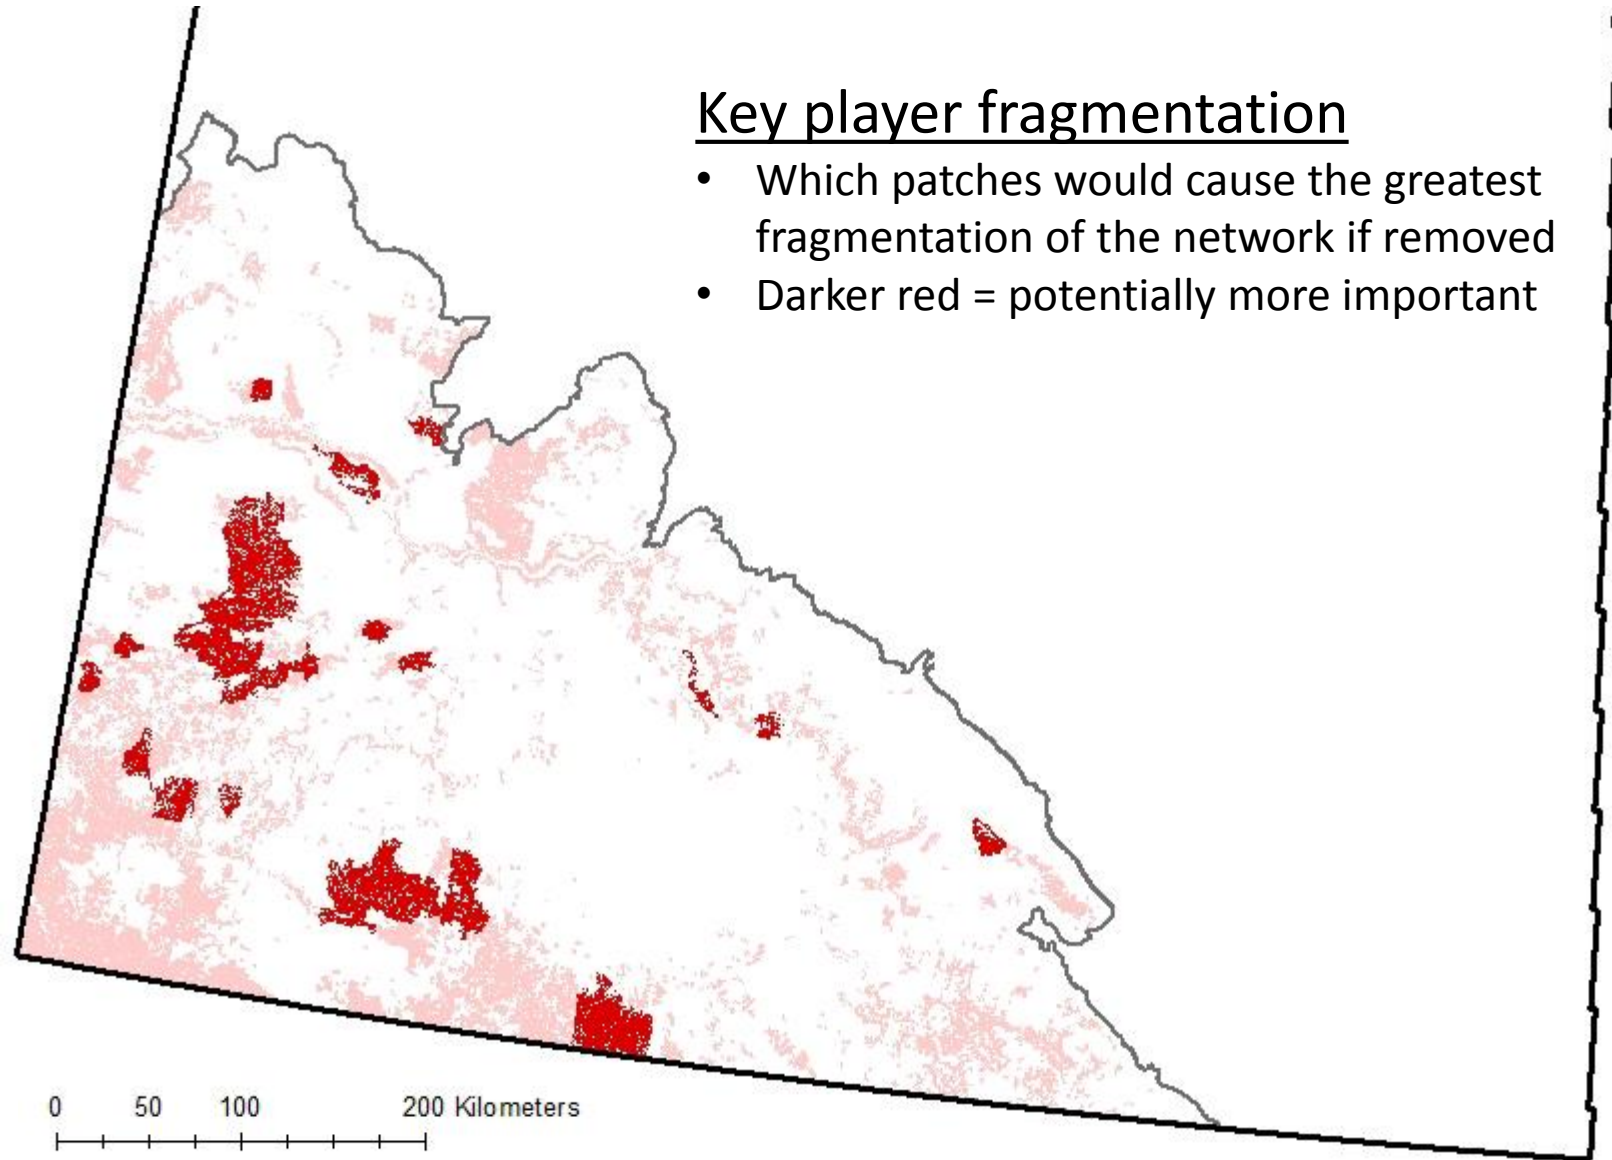 Key player fragmentation
• Which patches would cause the greatest
fragmentation of the network if removed
• Darker red = potentially more important
0 50 100 200 Kilometers